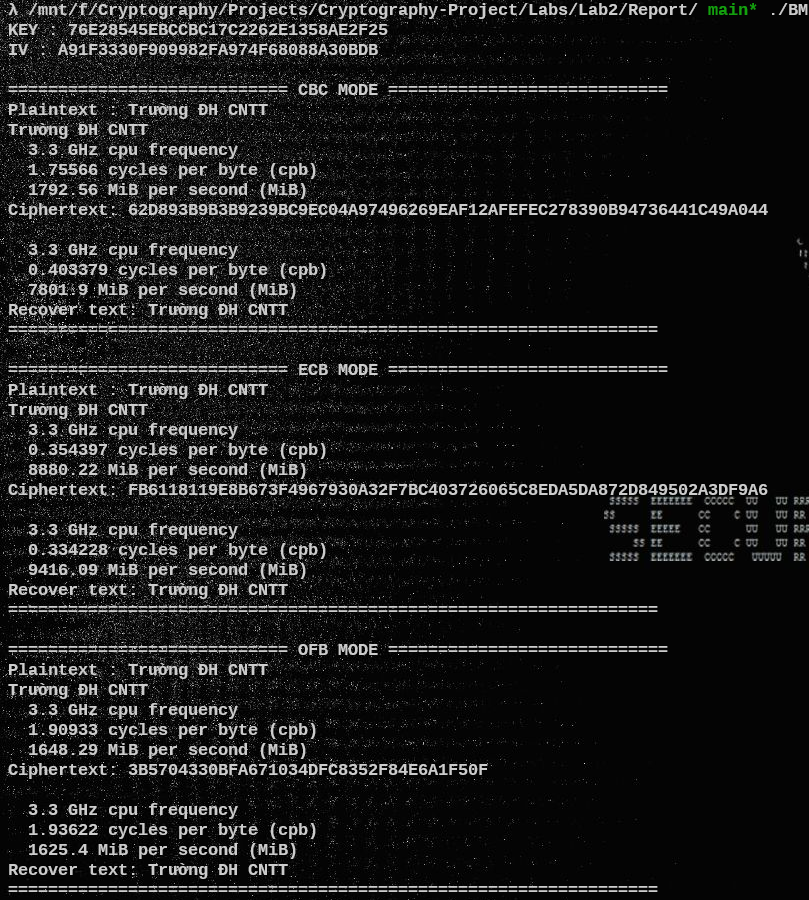 λ /mnt/f/Cryptography/Projects/Cryptography-Project/Labs/Lab2/Report/ main* ./BM
KEY : 76E28545EBCCBC17C2262E1358AE2F25
IV : A91F3330F909982FA974F68088A30BDB
=========================== CBC MODE ===========================
Plaintext : Trường ĐH CNTT
Trường ĐH CNTT
3.3 GHz cpu frequency
1.75566 cycles per byte (cpb)
1792.56 MiB per second (MiB)
Ciphertext: 62D893B9B3B9239BC9EC04A97496269EAF12AFEFEC278390B94736441C49A044
3.3 GHz cpu frequency
0.403379 cycles per byte (cpb)
7801.9 MiB per second (MiB)
Recover text: Trường ĐH CNTT
=================================================================
=========================== ECB MODE ===========================
Plaintext : Trường ĐH CNTT
Trường ĐH CNTT
3.3 GHz cpu frequency
0.354397 cycles per byte (cpb)
8880.22 MiB per second (MiB)
Ciphertext: FB6118119E8B673F4967930A32F7BC403726065C8EDA5DA872D849502A3DF9A6
3.3 GHz cpu frequency
0.334228 cycles per byte (cpb)
9416.09 MiB per second (MiB)
Recover text: Trường ĐH CNTT
=================================================================
=========================== OFB MODE ===========================
Plaintext : Trường ĐH CNTT
Trường ĐH CNTT
3.3 GHz cpu frequency
1.90933 cycles per byte (cpb)
1648.29 MiB per second (MiB)
Ciphertext: 3B5704330BFA671034DFC8352F84E6A1F50F
3.3 GHz cpu frequency
1.93622 cycles per byte (cpb)
1625.4 MiB per second (MiB)
Recover text: Trường ĐH CNTT
=================================================================